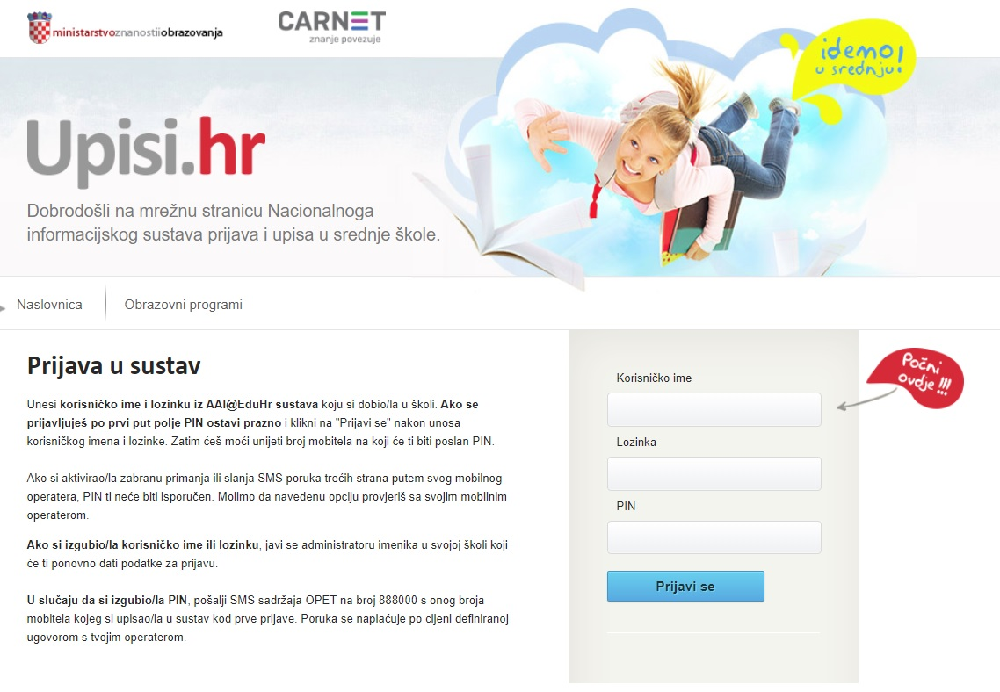 ministarstvoznanostiiobrazovanja
CARNET
znanje povezuje
idemo!
u srednju!
Upisi.hr
Dobrodošli na mrežnu stranicu Nacionalnoga
informacijskog sustava prijava i upisa u srednje škole.
Naslovnica
Obrazovni programi
Prijava u sustav
Unesi korisničko ime i lozinku iz AAI@EduHr sustava koju si dobio/la u školi. Ako se
prijavljuješ po prvi put polje PIN ostavi prazno i klikni na "Prijavi se" nakon unosa
korisničkog imena i lozinke. Zatim ćeš moći unijeti broj mobitela na koji će ti biti poslan PIN.
Ako si aktivirao/la zabranu primanja ili slanja SMS poruka trećih strana putem svog mobilnog
operatera, PIN ti neće biti isporučen. Molimo da navedenu opciju provjeriš sa svojim mobilnim
operaterom.
Ako si izgubio/la korisničko ime ili lozinku, javi se administratoru imenika u svojoj školi koji
će ti ponovno dati podatke za prijavu.
U slučaju da si izgubio/la PIN, pošalji SMS sadržaja OPET na broj 888000 s onog broja
mobitela kojeg si upisao/la u sustav kod prve prijave. Poruka se naplaćuje po cijeni definiranoj
ugovorom s tvojim operaterom.
Korisničko ime
Lozinka
PIN
Prijavi se
Počni
ovdje!!!